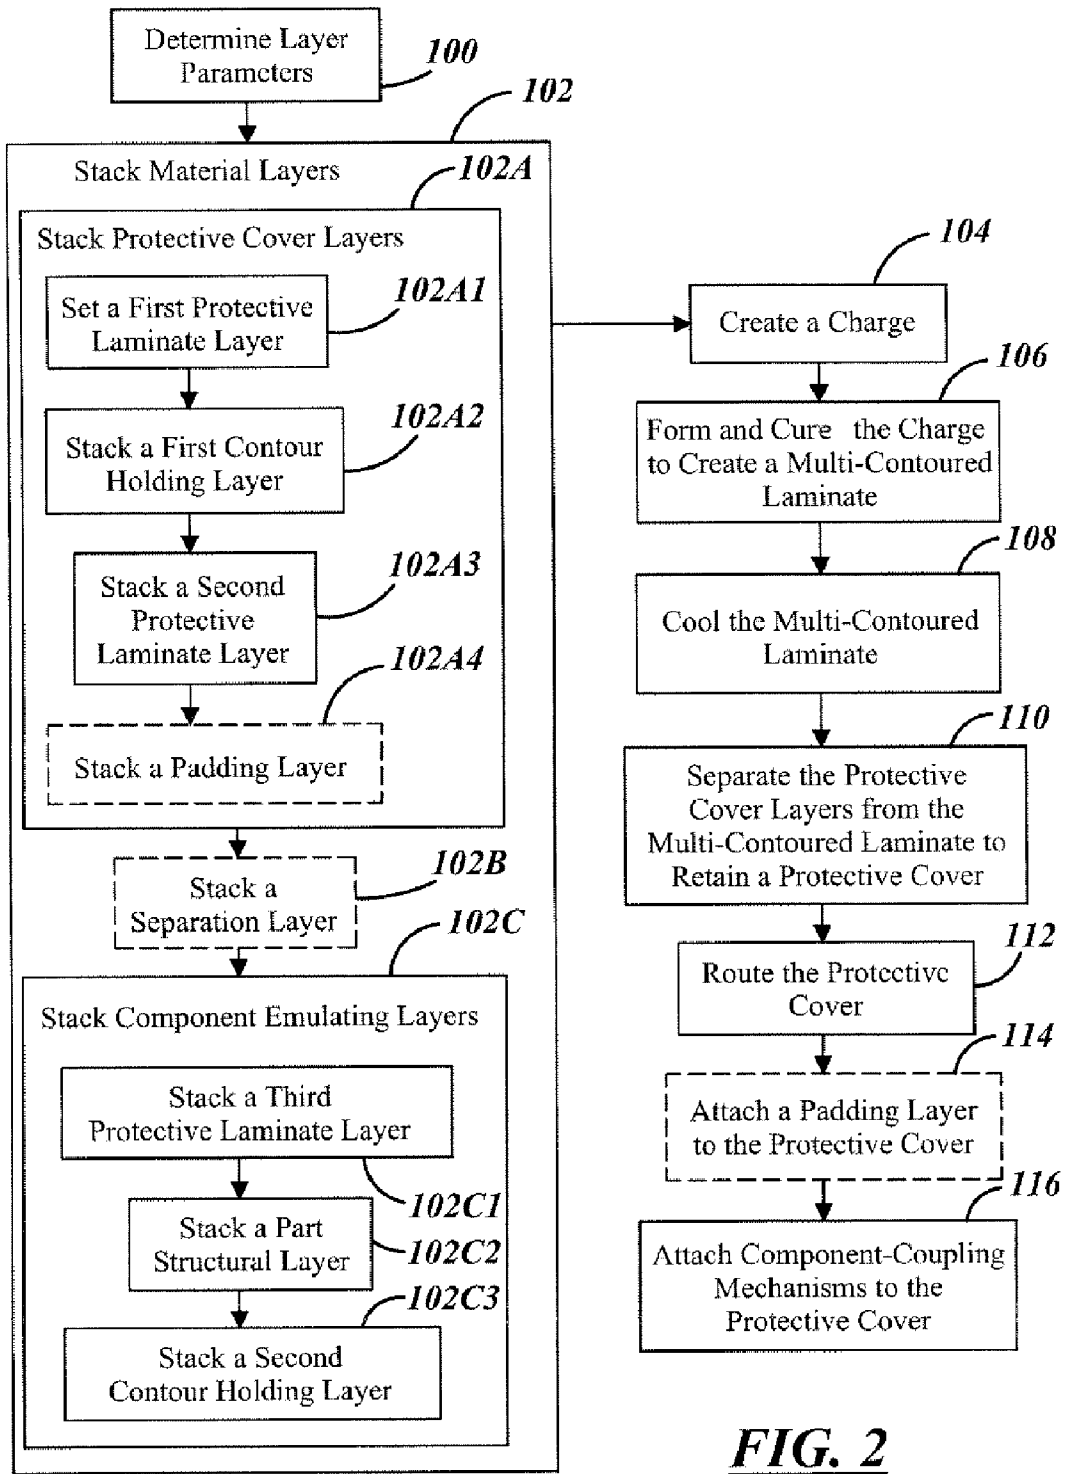 Determine Layer
Parameters
100
102
Stack Material Layers
102A
Stack Protective Cover Layers
102A1
Set a First Protective
Laminate Layer
102A2
Stack a First Contour
Holding Layer
102A3
Stack a Second
Protective
Laminate Layer
102A4
Stack a Padding Layer
102B
Stack a
Separation Layer
102C
Stack Component Emulating Layers
Stack a Third
Protective Laminate Layer
102C1
Stack a Part
Structural Layer
102C2
102C3
Stack a Second
Contour Holding Layer
104
Create a Charge
106
Form and Cure the Charge
to Create a Multi-Contoured
Laminate
108
Cool the Multi-Contoured
Laminate
110
Separate the Protective
Cover Layers from the
Multi-Contoured Laminate to
Retain a Protective Cover
112
Route the Protective
Cover
114
Attach a Padding Layer
to the Protective Cover
116
Attach Component-Coupling
Mechanisms to the
Protective Cover
FIG. 2